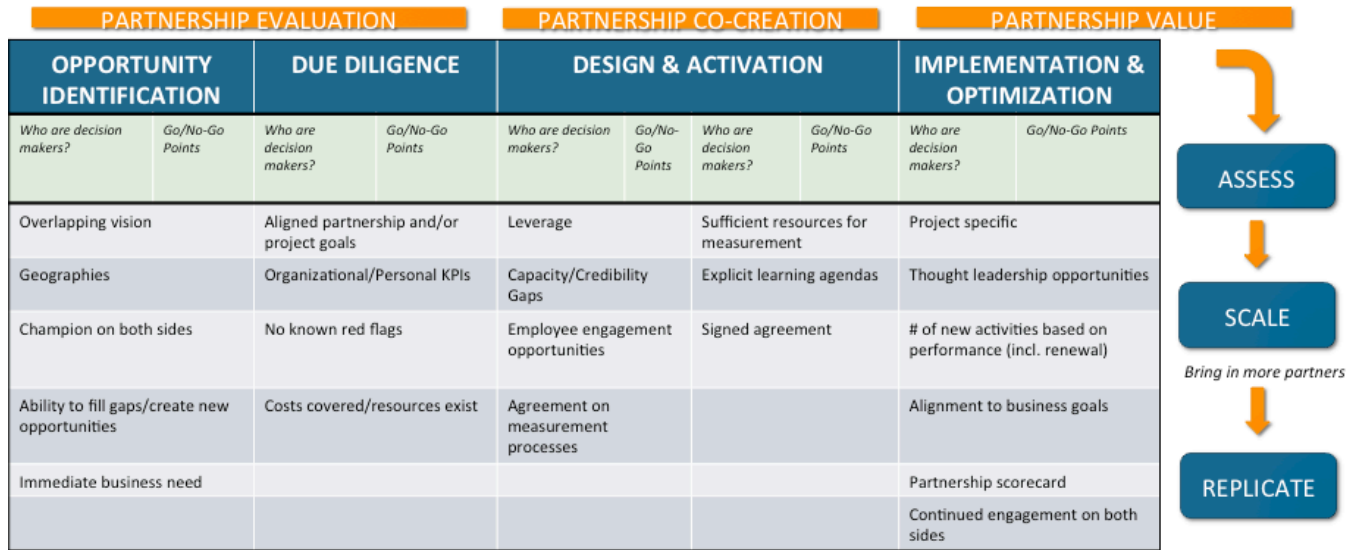 PARTNERSHIP EVALUATION
PARTNERSHIP CO-CREATION
PARTNERSHIP VALUE
OPPORTUNITY
IDENTIFICATION
DUE DILIGENCE
DESIGN & ACTIVATION
IMPLEMENTATION &
OPTIMIZATION
Who are decision
makers?
Go/No-Go
Points
Who are
decision
makers?
Go/No-Go
Points
Who are decision
makers?
Go/No-
Go
Points
Who are
decision
makers?
Go/No-Go
Points
Who are
decision
makers?
Go/No-Go Points
Overlapping vision
Aligned partnership and/or
project goals
Leverage
Sufficient resources for
measurement
Project specific
Geographies
Organizational/Personal KPIs
Capacity/Credibility
Gaps
Explicit learning agendas
Thought leadership opportunities
Champion on both sides
No known red flags
Employee engagement
opportunities
Signed agreement
# of new activities based on
performance (incl. renewal)
Ability to fill gaps/create new
opportunities
Costs covered/resources exist
Agreement on
measurement
processes
Alignment to business goals
Immediate business need
Partnership scorecard
Continued engagement on both
sides
ASSESS
SCALE
Bring in more partners
REPLICATE